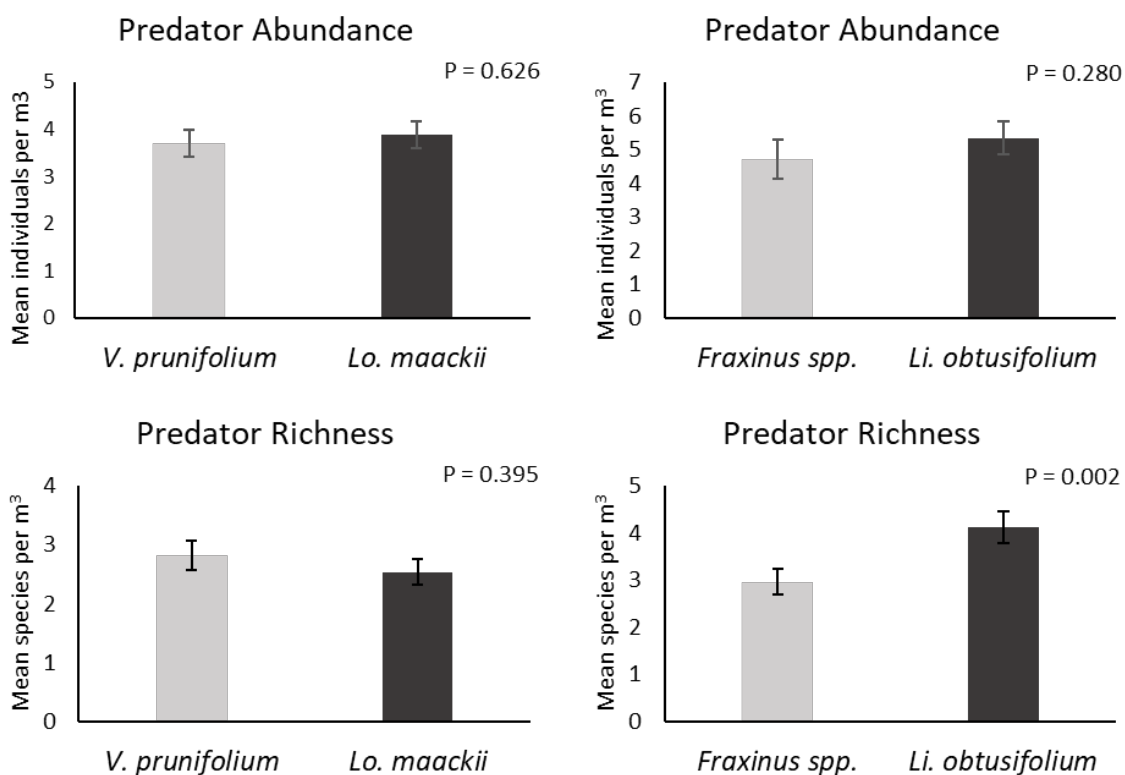 Predator Abundance
P = 0.626
Mean individuals per m3
5
4
3
2
1
0
V. prunifolium
Lo. maackii
Predator Abundance
P = 0.280
Mean individuals per m³
7
6
5
4
3
2
1
0
Fraxinus spp.
Li. obtusifolium
Predator Richness
P = 0.395
Mean species per m³
4
3
2
1
0
V. prunifolium
Lo. maackii
Predator Richness
P = 0.002
Mean species per m³
5
4
3
2
1
0
Fraxinus spp.
Li. obtusifolium